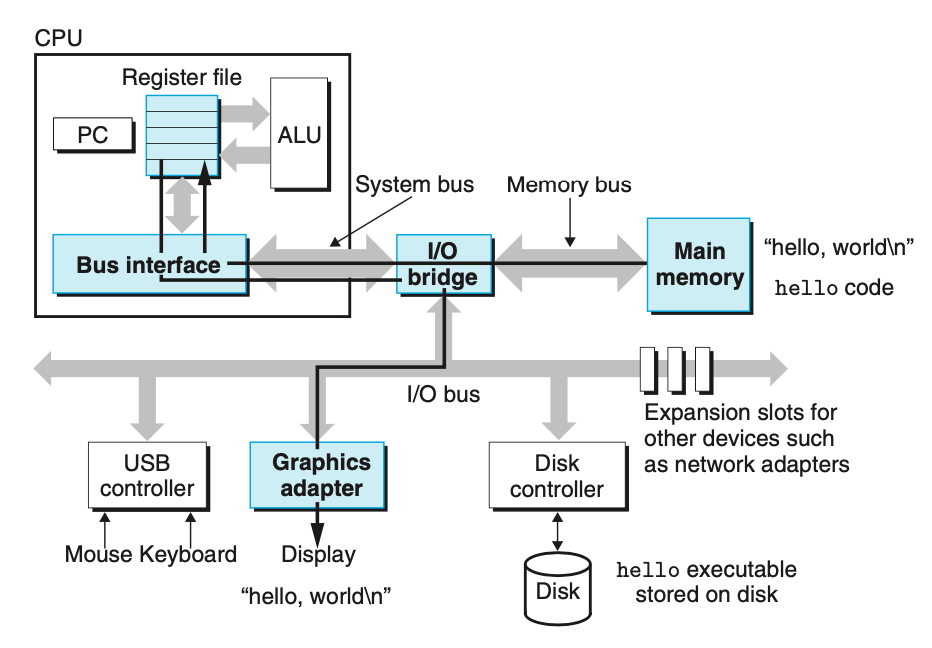 CPU
Register file
PC
ALU
System bus
Memory bus
Bus interface
I/O
bridge
Main
memory
“hello, world\n”
hello code
I/O bus
Expansion slots for
other devices such
as network adapters
USB
controller
Graphics
adapter
Disk
controller
Mouse Keyboard
Display
“hello, world\n”
Disk
hello executable
stored on disk